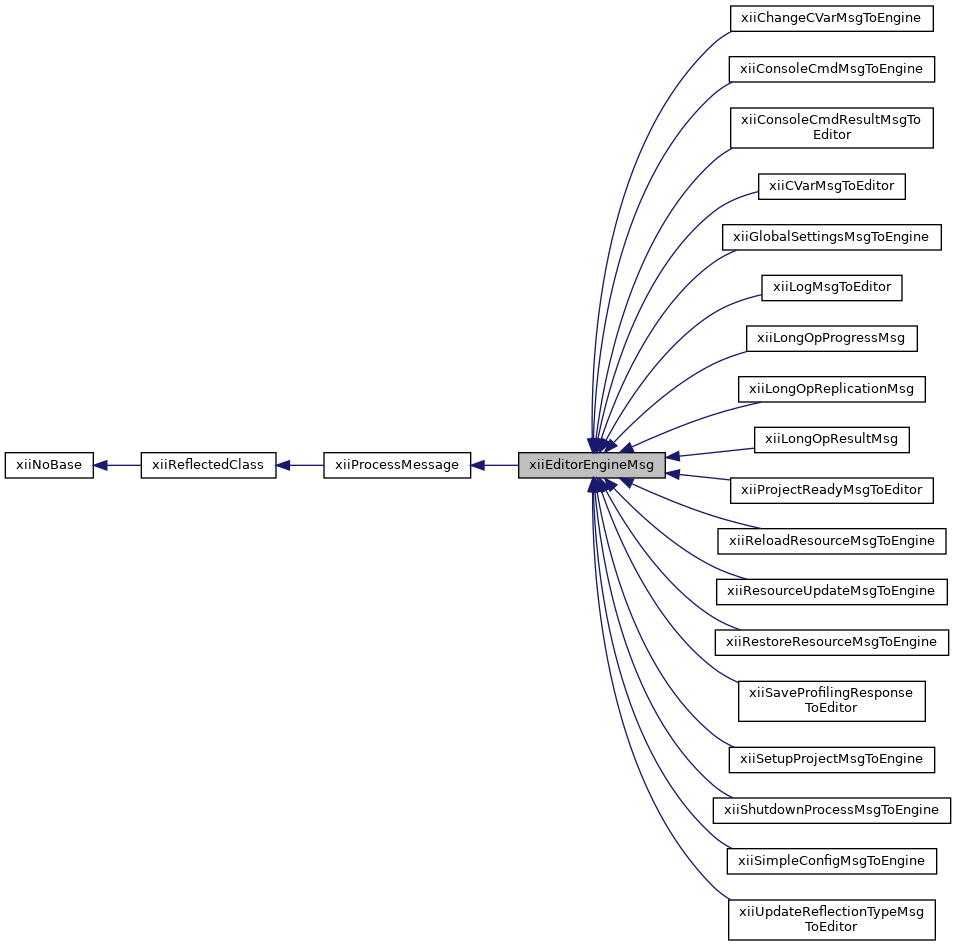 xiiChangeCVarMsgToEngine
xiiConsoleCmdMsgToEngine
xiiConsoleCmdResultMsgTo
Editor
xiiCVarMsgToEditor
xiiGlobalSettingsMsgToEngine
xiiLogMsgToEditor
xiiLongOpProgressMsg
xiiLongOpReplicationMsg
xiiLongOpResultMsg
xiiNoBase
xiiReflectedClass
xiiProcessMessage
xiiEditorEngineMsg
xiiProjectReadyMsgToEditor
xiiReloadResourceMsgToEngine
xiiResourceUpdateMsgToEngine
xiiRestoreResourceMsgToEngine
xiiSaveProfilingResponse
ToEditor
xiiSetupProjectMsgToEngine
xiiShutdownProcessMsgToEngine
xiiSimpleConfigMsgToEngine
xiiUpdateReflectionTypeMsg
ToEditor